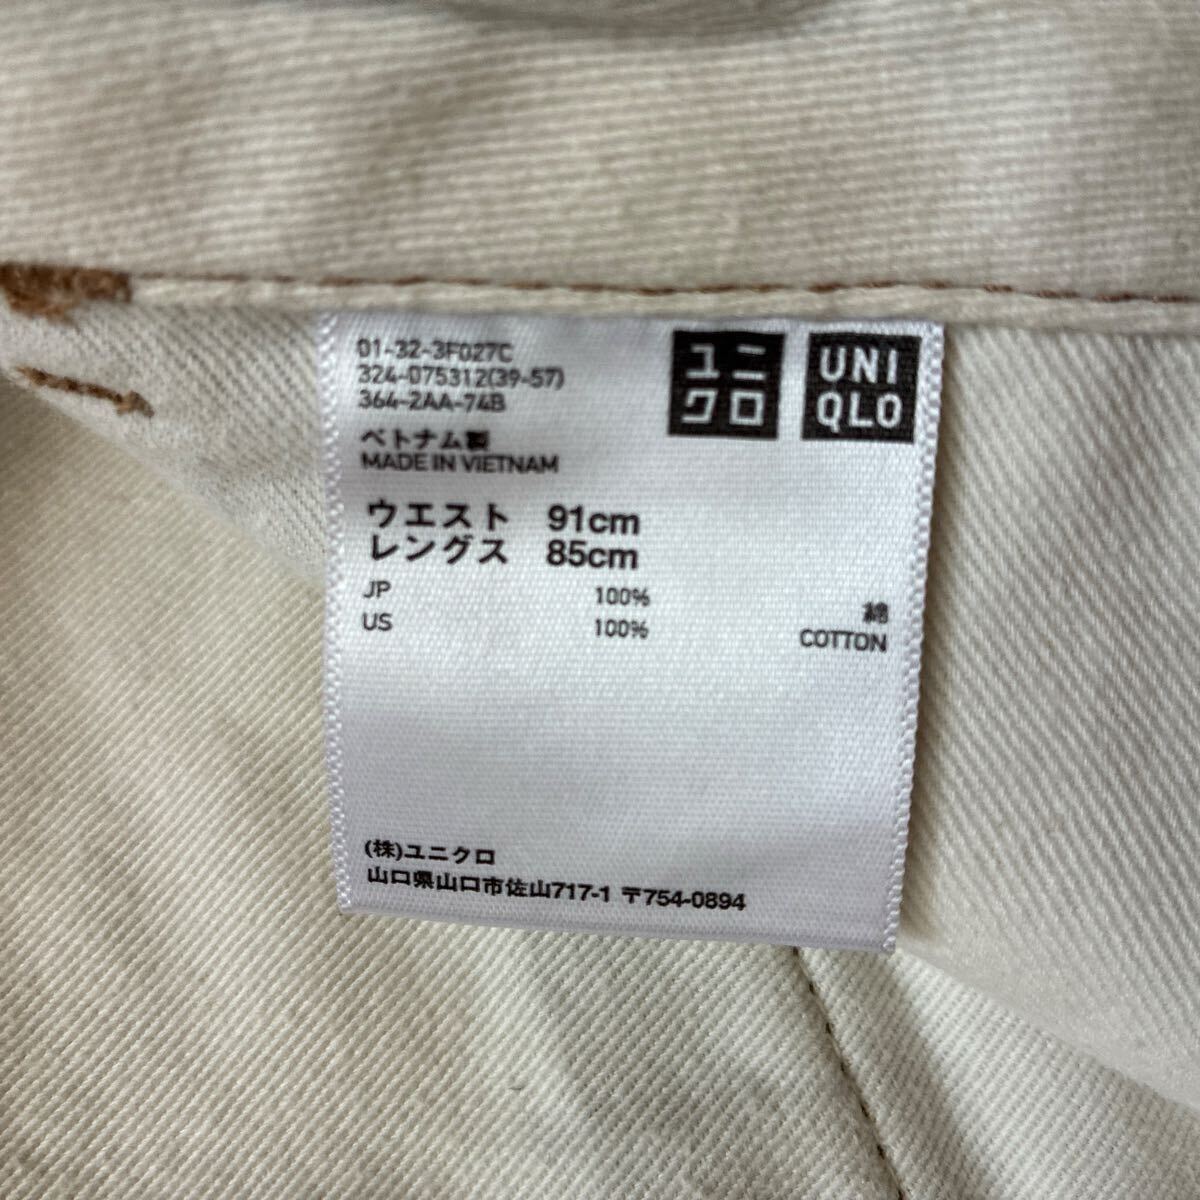 01-32-3F027C
324-075312(39-57)
364-2AA-74B
ユニ
クロ
UNI
QLO
ベトナム製
MADE IN VIETNAM
ウエスト 91cm
レングス 85cm
JP 100% 綿
US 100% COTTON
(株)ユニクロ
山口県山口市佐山717-1 〒754-0894